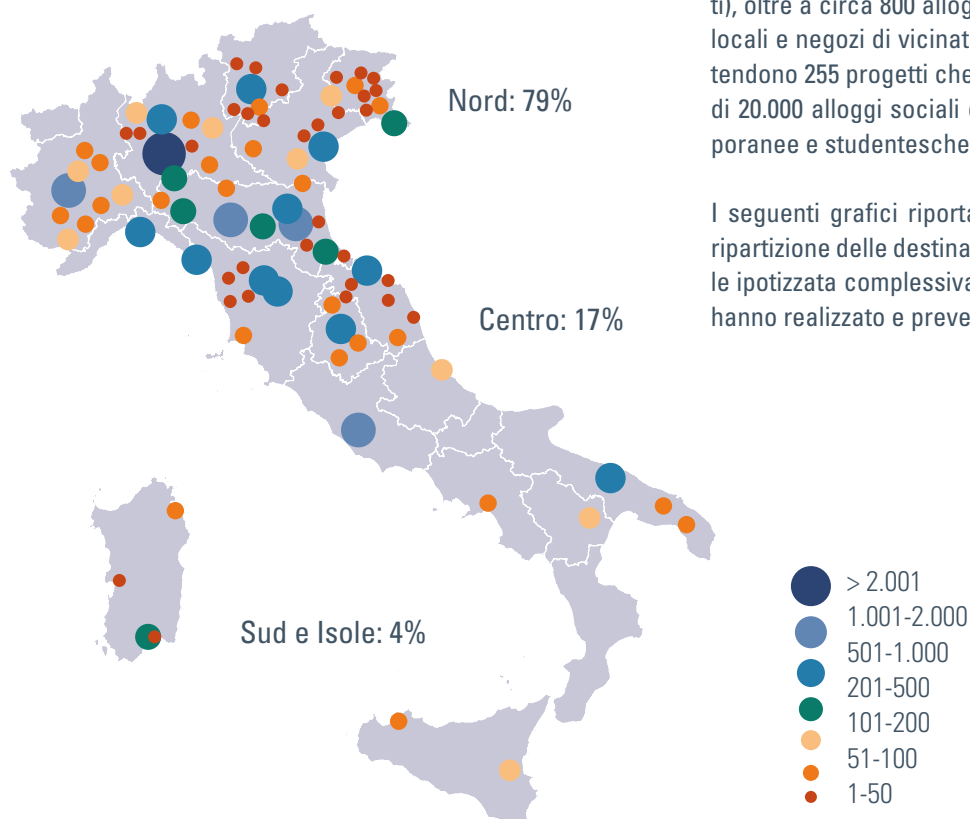 ti), oltre a circa 800 allog
locali e negozi di vicinat
tendono 255 progetti che
di 20.000 alloggi sociali
poranee e studentesche
I seguenti grafici riporta
ripartizione delle destina
le ipotizzata complessiva
hanno realizzato e preve
Nord: 79%
Centro: 17%
Sud e Isole: 4%
> 2.001
1.001-2.000
501-1.000
201-500
101-200
51-100
1-50